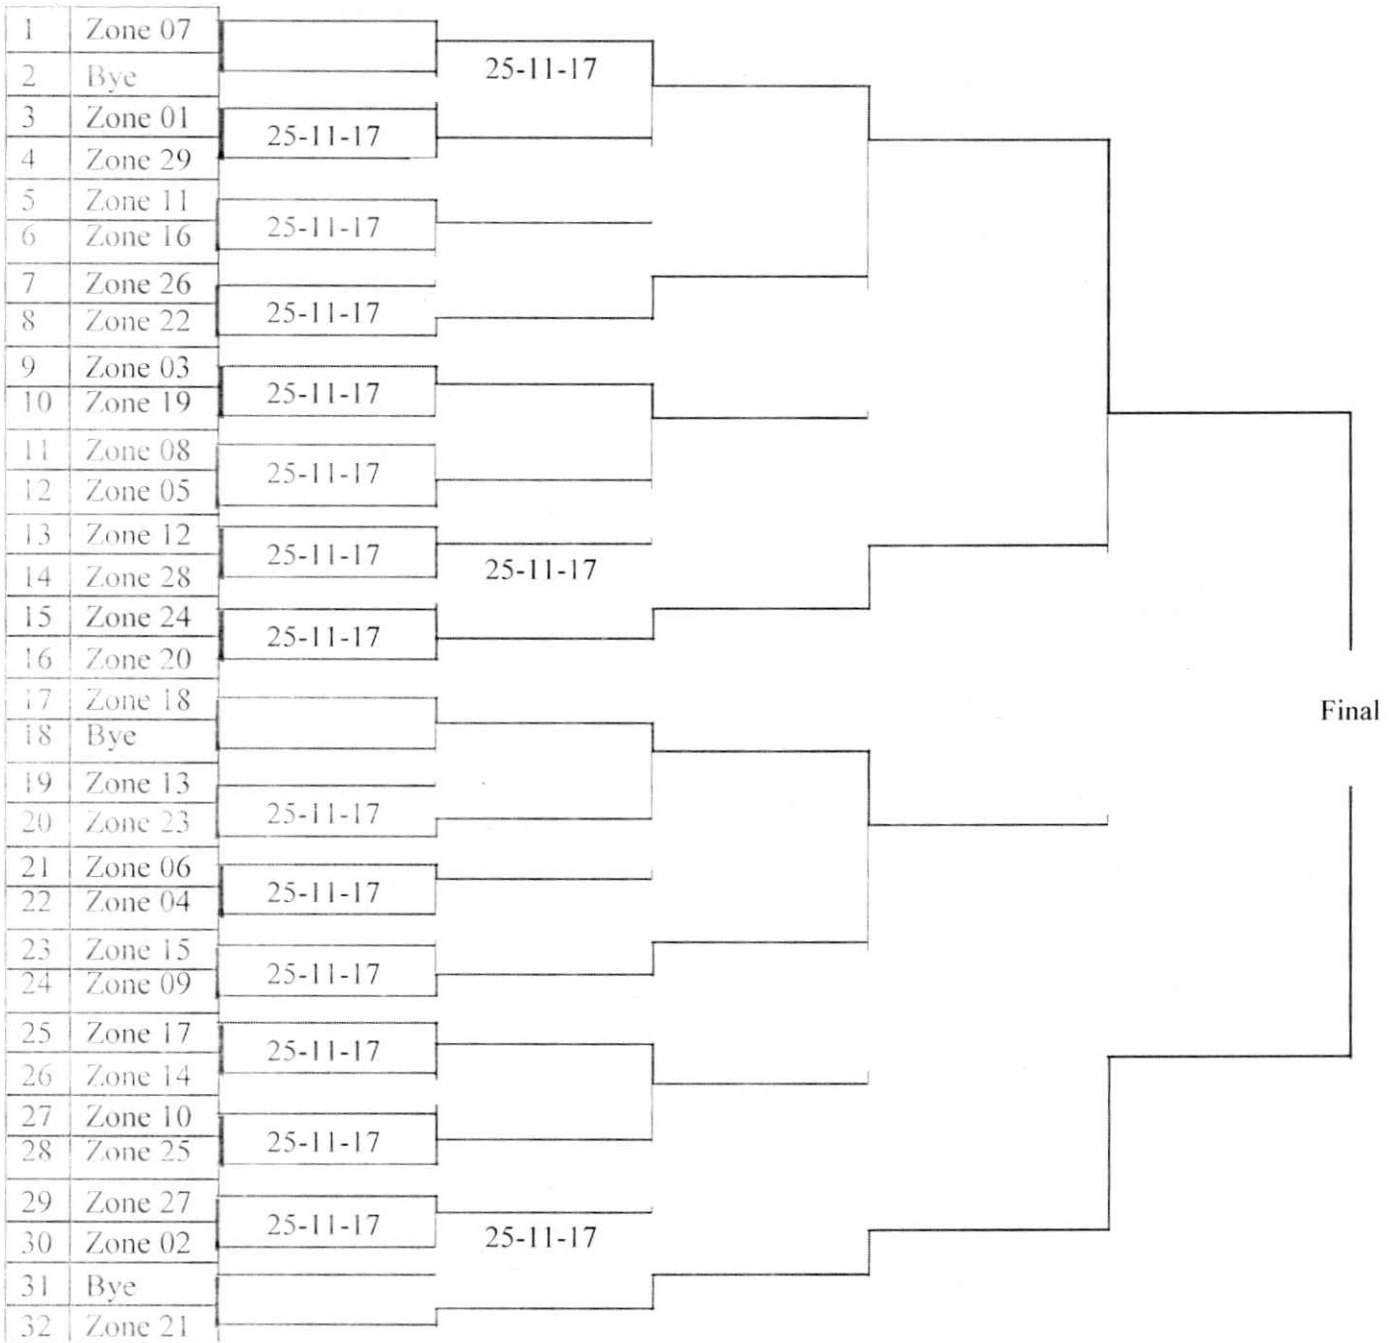 1 Zone 07
2 Bye
25-11-17
3 Zone 01
25-11-17
4 Zone 29
5 Zone 11
25-11-17
6 Zone 16
7 Zone 26
25-11-17
8 Zone 22
9 Zone 03
25-11-17
10 Zone 19
11 Zone 08
25-11-17
12 Zone 05
13 Zone 12
25-11-17
25-11-17
14 Zone 28
15 Zone 24
25-11-17
16 Zone 20
17 Zone 18
Final
18 Bye
19 Zone 13
25-11-17
20 Zone 23
21 Zone 06
25-11-17
22 Zone 04
23 Zone 15
25-11-17
24 Zone 09
25 Zone 17
25-11-17
26 Zone 14
27 Zone 10
25-11-17
28 Zone 25
29 Zone 27
25-11-17
25-11-17
30 Zone 02
31 Bye
32 Zone 21